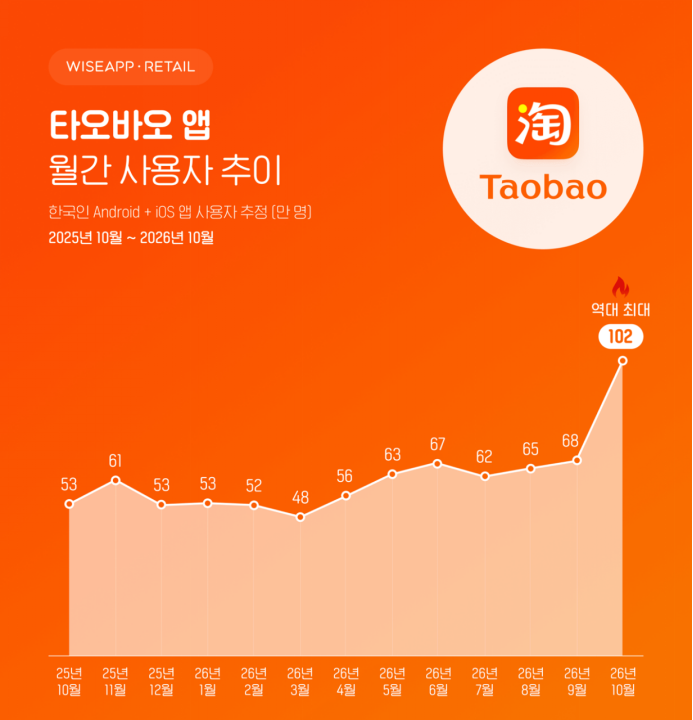 WISEAPP·RETAIL
타오바오 앱
월간 사용자 추이
한국인 Android + iOS 앱 사용자 추정 (만 명)
2025년 10월 ~ 2026년 10월
淘
Taobao
역대 최대
102
53
61
53
53
52
48
56
63
67
62
65
68
25년 10월
25년 11월
25년 12월
26년 1월
26년 2월
26년 3월
26년 4월
26년 5월
26년 6월
26년 7월
26년 8월
26년 9월
26년 10월